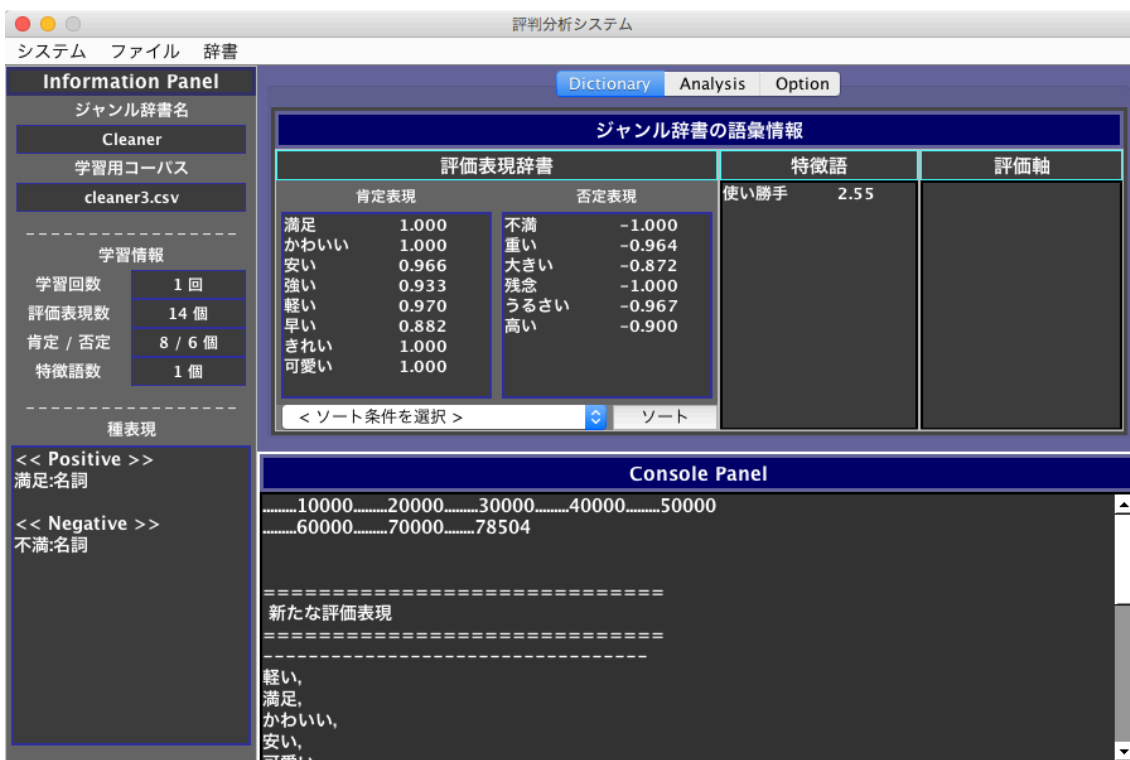 評判分析システム
システム ファイル 辞書
Information Panel
ジャンル辞書名
Cleaner
学習用コーパス
cleaner3.csv
------------------
学習情報
学習回数 1 回
評価表現数 14 個
肯定 / 否定 8 / 6 個
特徴語数 1 個
------------------
種表現
<< Positive >>
満足:名詞
<< Negative >>
不満:名詞
Dictionary Analysis Option
ジャンル辞書の語彙情報
評価表現辞書 特徴語 評価軸
肯定表現 否定表現
満足 1.000
かわいい 1.000
安い 0.966
強い 0.933
軽い 0.970
早い 0.882
きれい 1.000
可愛い 1.000
不満 -1.000
重い -0.964
大きい -0.872
残念 -1.000
うるさい -0.967
高い -0.900
使い勝手 2.55
< ソート条件を選択 > ソート
Console Panel
.........10000.........20000.........30000.........40000.........50000
.........60000.........70000........78504
=============================
新たな評価表現
=============================
----------------------------------
軽い,
満足,
かわいい,
安い,
可愛い,